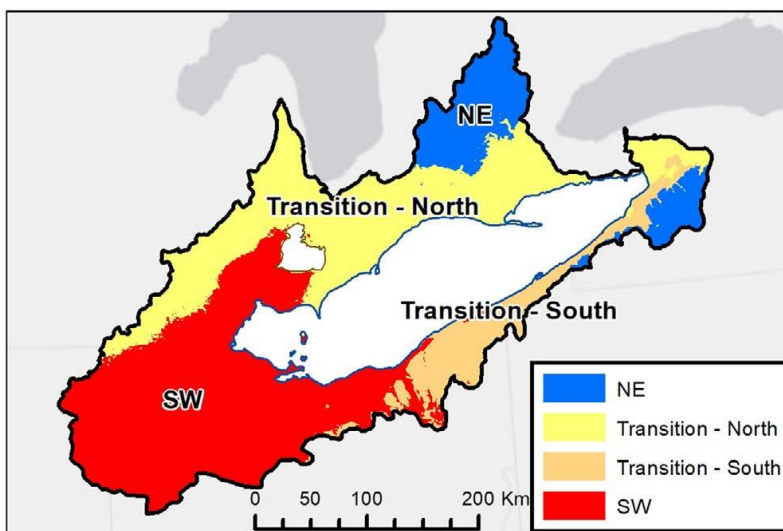 NE
Transition - North
Transition - South
SW
NE
Transition - North
Transition - South
SW
0 50 100 200 Km